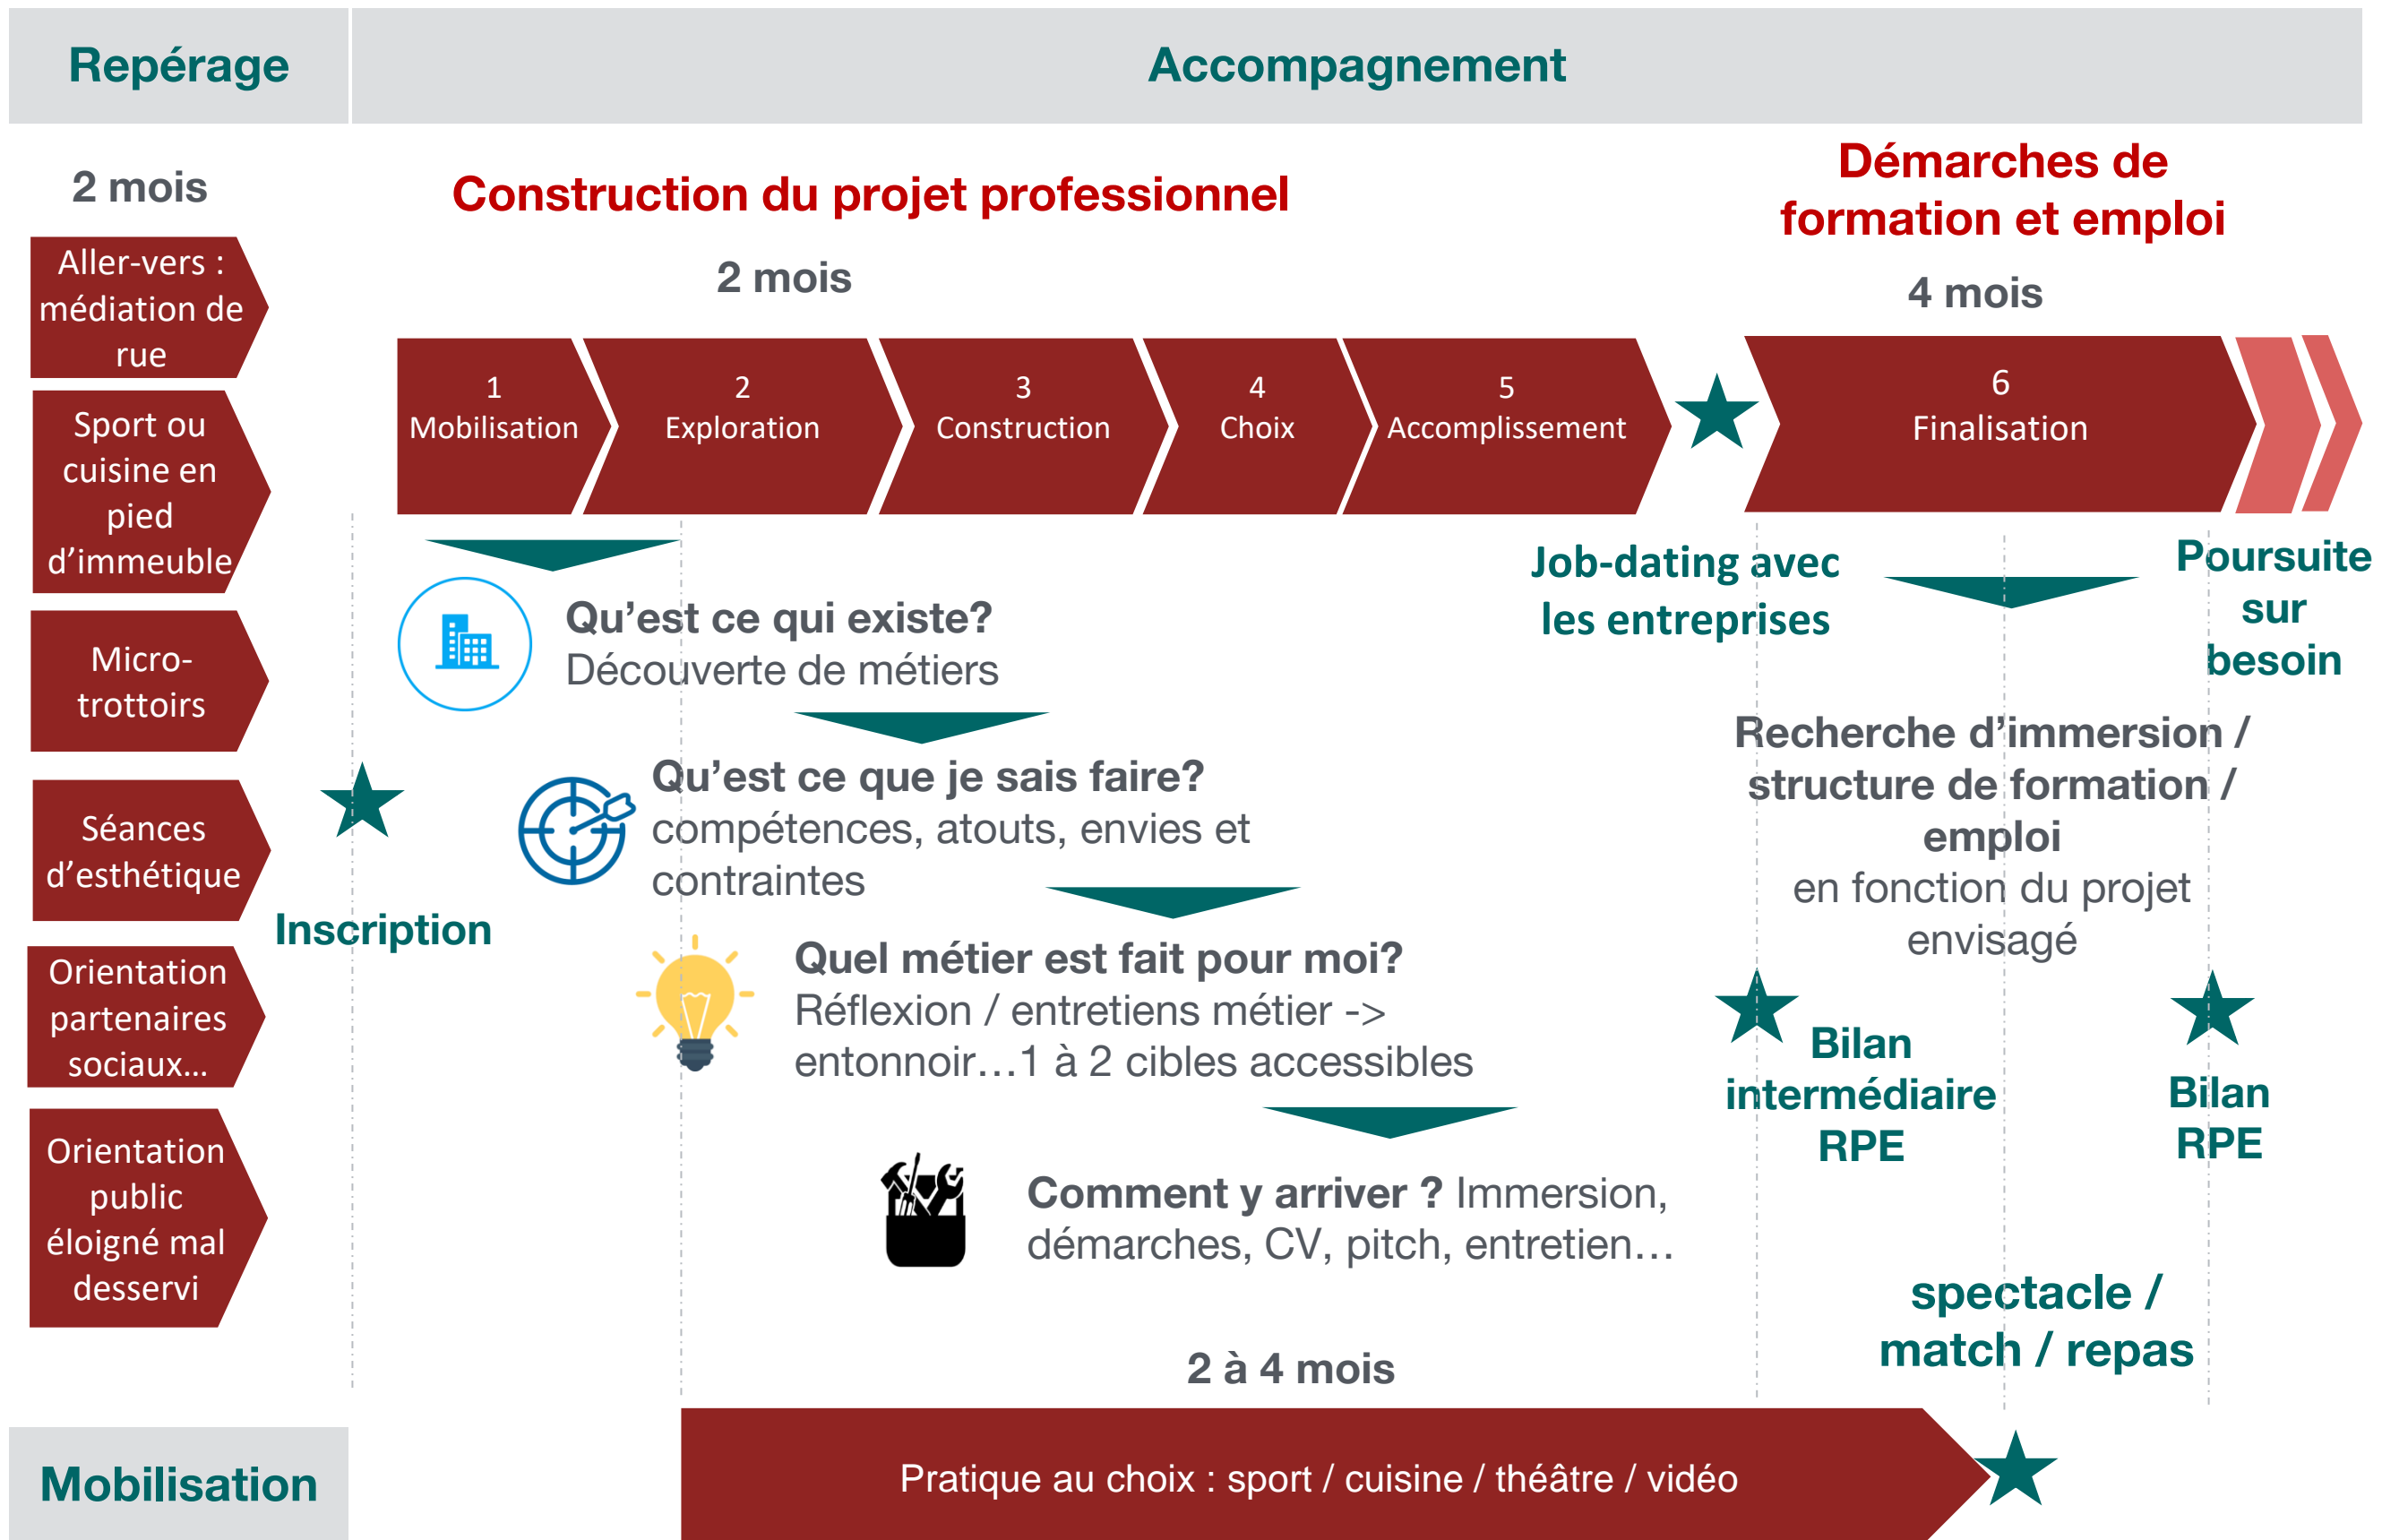 Repérage
Accompagnement
2 mois
Aller-vers :
médiation de
rue
Sport ou
cuisine en
pied
d’immeuble
Micro-
trottoirs
Séances
d’esthétique
Orientation
partenaires
sociaux…
Orientation
public
éloigné mal
desservi
Inscription
Construction du projet professionnel
2 mois
1
Mobilisation
2
Exploration
3
Construction
4
Choix
5
Accomplissement
Démarches de
formation et emploi
4 mois
6
Finalisation
Qu’est ce qui existe?
Découverte de métiers
Qu’est ce que je sais faire?
compétences, atouts, envies et
contraintes
Quel métier est fait pour moi?
Réflexion / entretiens métier ->
entonnoir…1 à 2 cibles accessibles
Comment y arriver ? Immersion,
démarches, CV, pitch, entretien…
Job-dating avec
les entreprises
Poursuite
sur
besoin
Recherche d’immersion /
structure de formation /
emploi
en fonction du projet
envisagé
Bilan
intermédiaire
RPE
Bilan
RPE
spectacle /
match / repas
2 à 4 mois
Mobilisation
Pratique au choix : sport / cuisine / théâtre / vidéo